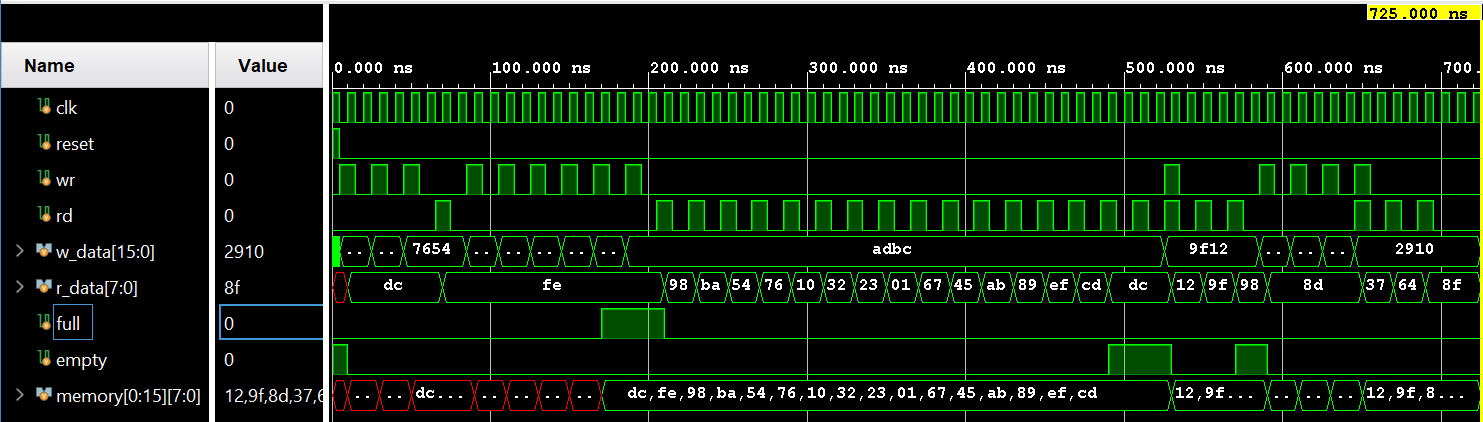 725.000 ns
Name Value
0.000 ns 100.000 ns 200.000 ns 300.000 ns 400.000 ns 500.000 ns 600.000 ns 700.
clk 0
reset 0
wr 0
rd 0
w_data[15:0] 2910 .. .. 7654 .. .. .. .. .. adbc 9f12 .. .. .. 2910
r_data[7:0] 8f dc fe 98 ba 54 76 10 32 23 01 67 45 ab 89 ef cd dc 12 9f 98 8d 37 64 8f
full 0
empty 0
memory[0:15][7:0] 12,9f,8d,37,6 .. .. dc... .. .. .. .. dc,fe,98,ba,54,76,10,32,23,01,67,45,ab,89,ef,cd 12,9f... .. .. .. 12,9f,8...